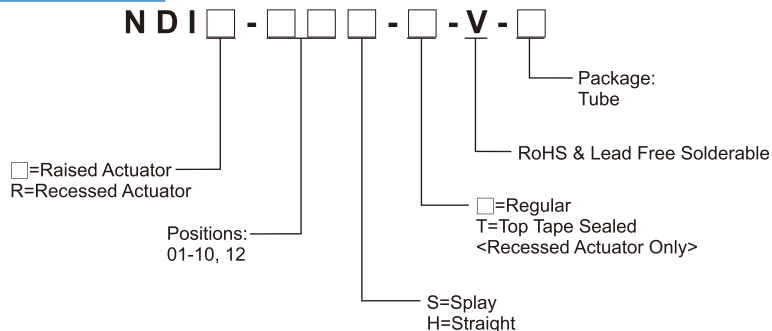 NDI□-□□□-□-V-□
Package:
Tube
RoHS & Lead Free Solderable
□=Raised Actuator
R=Recessed Actuator
□=Regular
T=Top Tape Sealed
<Recessed Actuator Only>
Positions:
01-10, 12
S=Splay
H=Straight